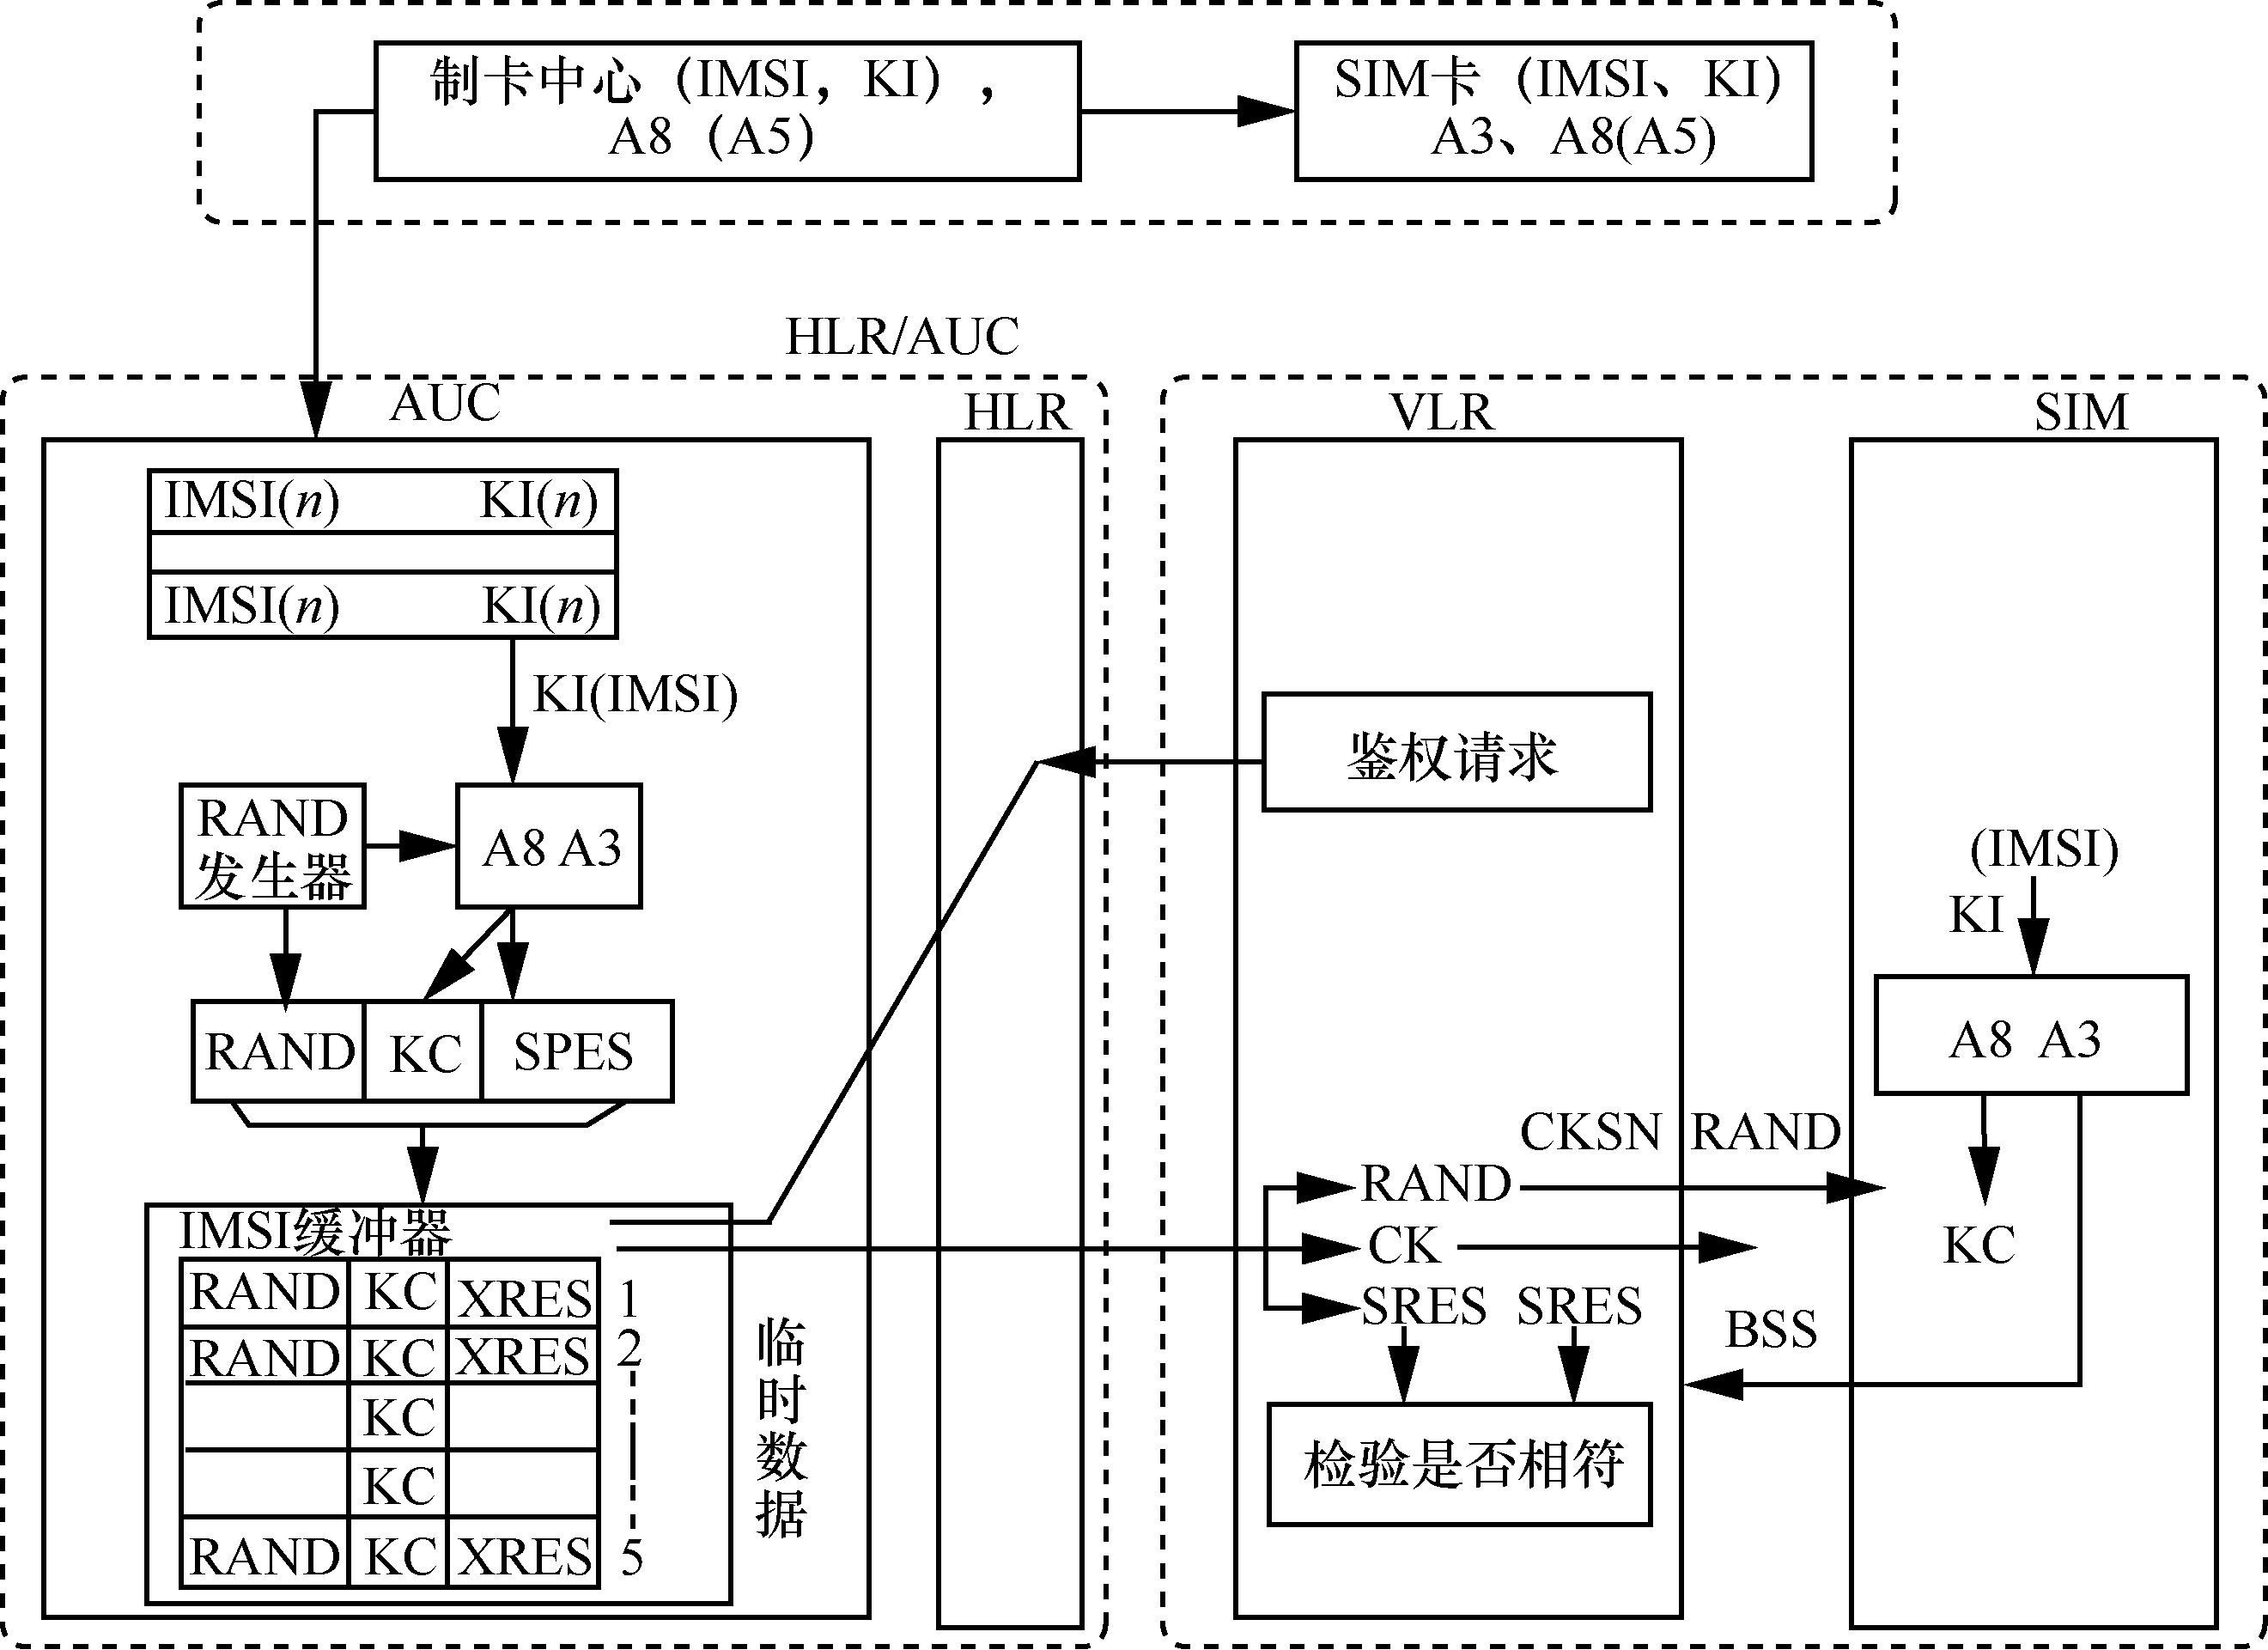 制卡中心（IMSI，KI），
A8（A5）
SIM卡（IMSI、KI）
A3、A8(A5)
HLR/AUC
AUC
HLR
VLR
SIM
IMSI(n) KI(n)
IMSI(n) KI(n)
KI(IMSI)
RAND
发生器
A8 A3
RAND KC SPES
鉴权请求
(IMSI)
KI
A8 A3
KC
CKSN RAND
RAND
CK
SRES SRES
BSS
检验是否相符
IMSI缓冲器
RAND KC XRES 1
RAND KC XRES 2
KC
KC
RAND KC XRES 5
临时数据